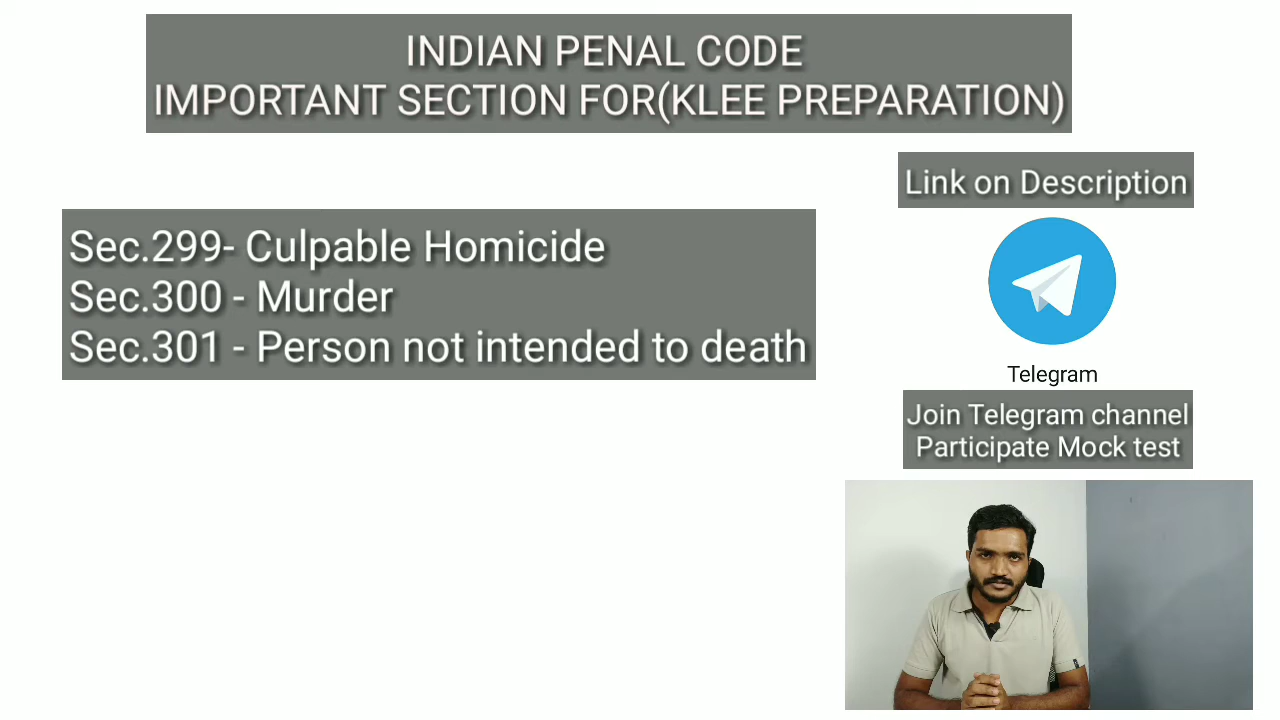 INDIAN PENAL CODE
IMPORTANT SECTION FOR(KLEE PREPARATION)
Link on Description
Sec.299- Culpable Homicide
Sec.300 - Murder
Sec.301 - Person not intended to death
Telegram
Join Telegram channel
Participate Mock test